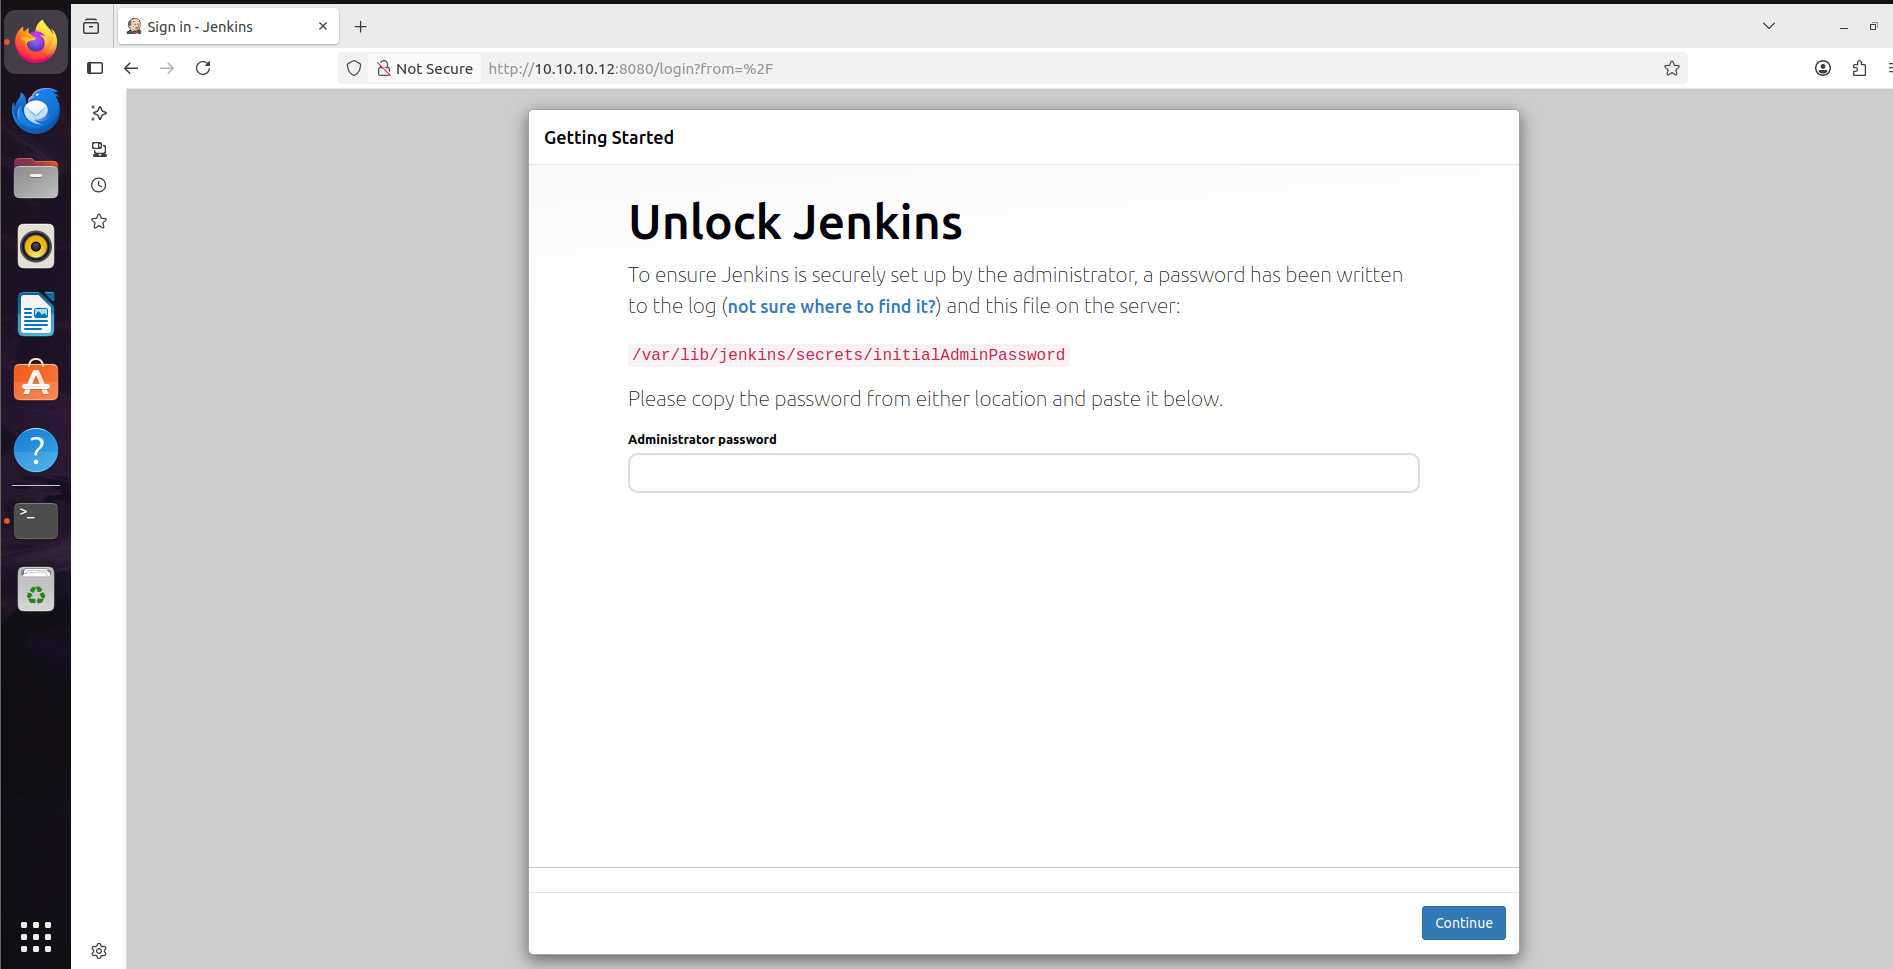 Sign in - Jenkins
Not Secure
http://10.10.10.12:8080/login?from=%2F
Getting Started
Unlock Jenkins
To ensure Jenkins is securely set up by the administrator, a password has been written
to the log (not sure where to find it?) and this file on the server:
/var/lib/jenkins/secrets/initialAdminPassword
Please copy the password from either location and paste it below.
Administrator password
Continue